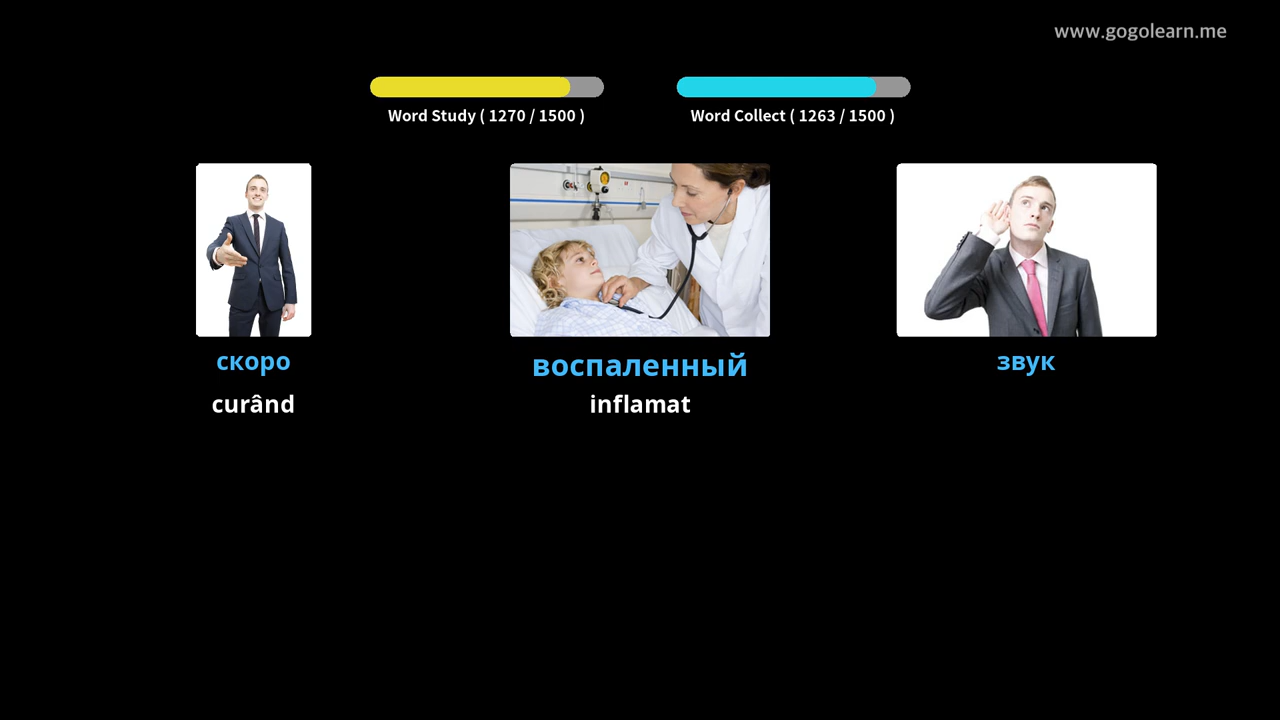 www.gogolearn.me
Word Study ( 1270 / 1500 )
Word Collect ( 1263 / 1500 )
скоро
воспаленный
звук
curând
inflamat